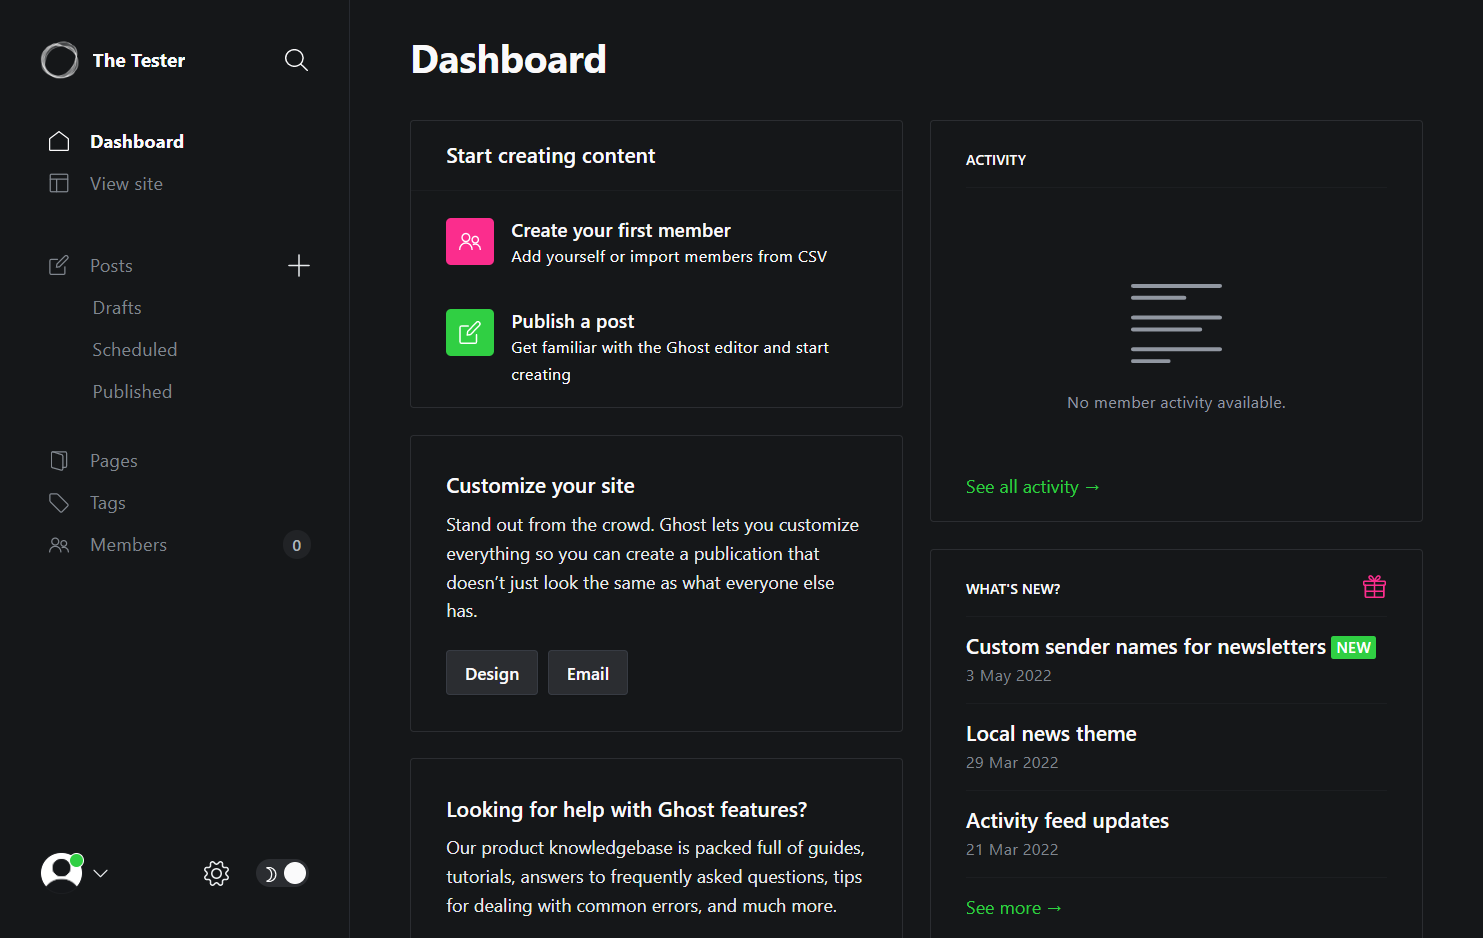 The Tester
Dashboard
View site
Posts
Drafts
Scheduled
Published
Pages
Tags
Members
0
Dashboard
Start creating content
Create your first member
Add yourself or import members from CSV
Publish a post
Get familiar with the Ghost editor and start
creating
Customize your site
Stand out from the crowd. Ghost lets you customize
everything so you can create a publication that
doesn’t just look the same as what everyone else
has.
Design
Email
Looking for help with Ghost features?
Our product knowledgebase is packed full of guides,
tutorials, answers to frequently asked questions, tips
for dealing with common errors, and much more.
ACTIVITY
No member activity available.
See all activity →
WHAT'S NEW?
Custom sender names for newsletters NEW
3 May 2022
Local news theme
29 Mar 2022
Activity feed updates
21 Mar 2022
See more →